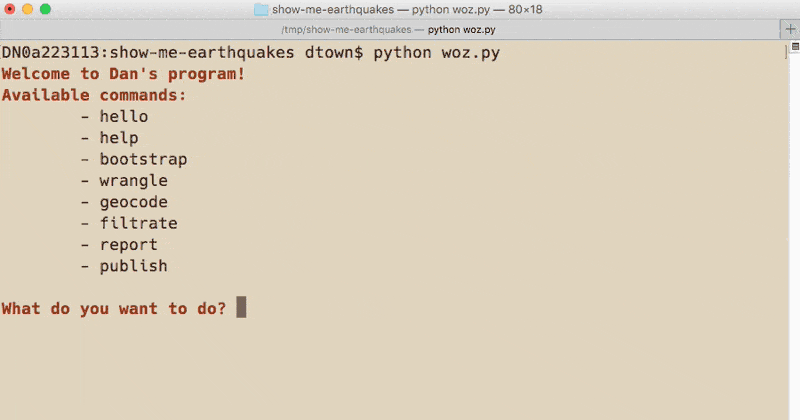 show-me-earthquakes — python woz.py — 80×18
/tmp/show-me-earthquakes — python woz.py
+
[DN0a223113:show-me-earthquakes dtown$ python woz.py ]
Welcome to Dan's program!
Available commands:
- hello
- help
- bootstrap
- wrangle
- geocode
- filtrate
- report
- publish
What do you want to do?